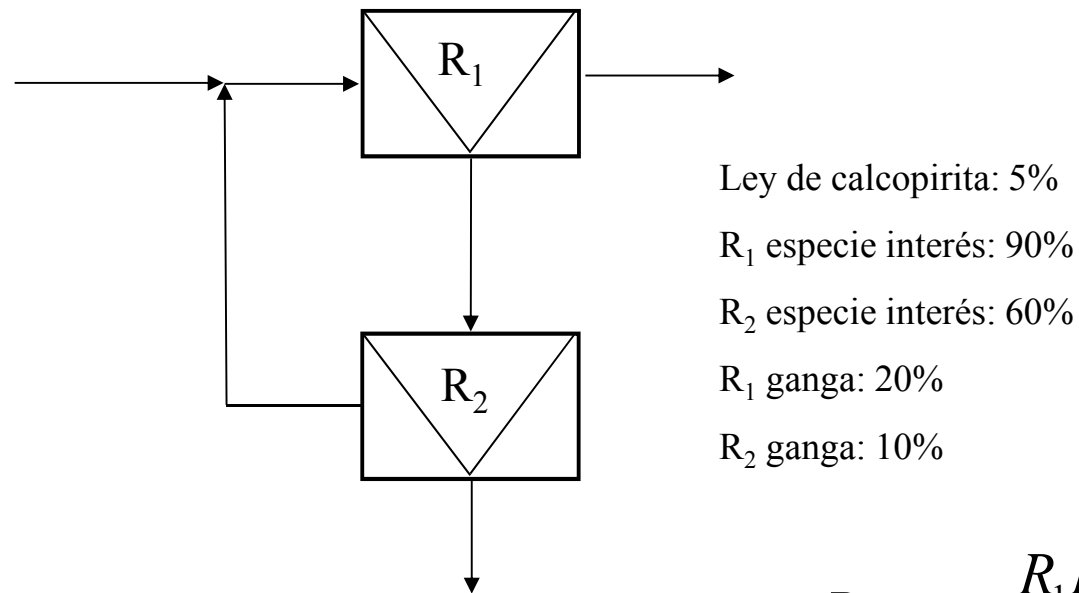 R₁
Ley de calcopirita: 5%
R₁ especie interés: 90%
R₂ especie interés: 60%
R₂
R₁ ganga: 20%
R₂ ganga: 10%
R₁